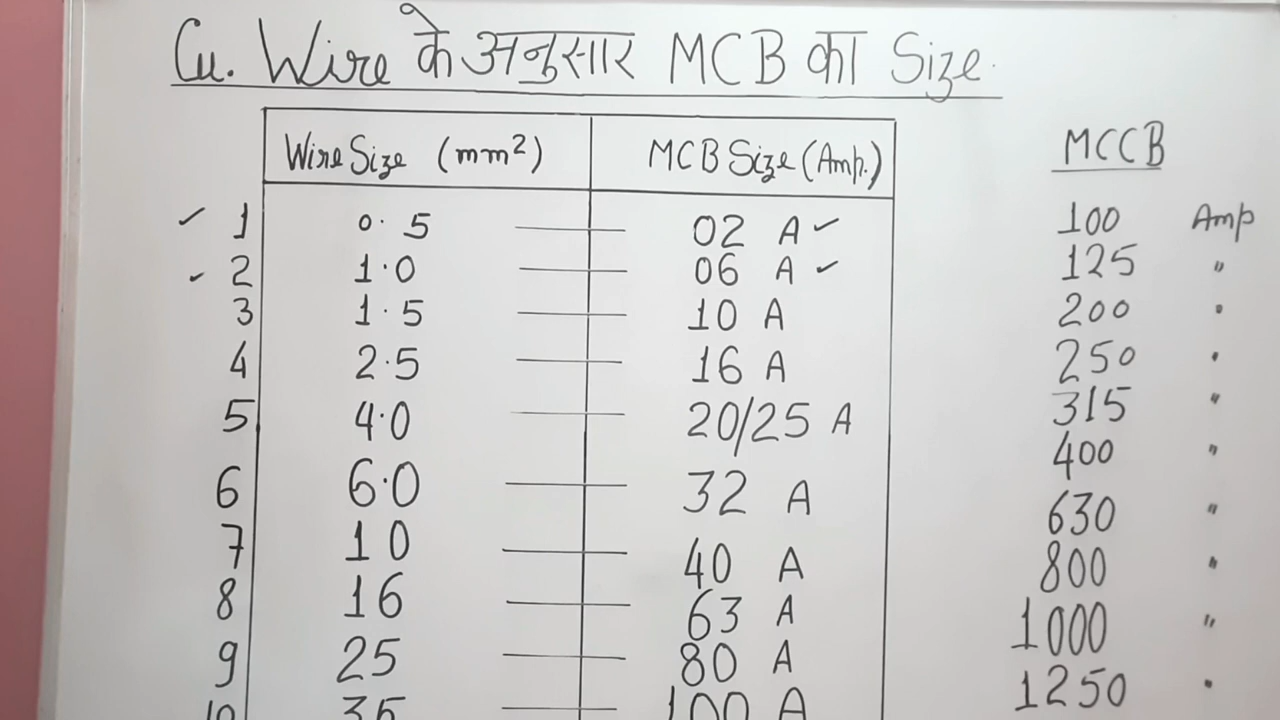 Cu. Wire के अनुसार MCB का Size.
Wire Size (mm²) MCB Size (Amp.)
1 0.5 02 A
2 1.0 06 A
3 1.5 10 A
4 2.5 16 A
5 4.0 20/25 A
6 6.0 32 A
7 10 40 A
8 16 63 A
9 25 80 A
10 35 100 A
MCCB
100 Amp
125 "
200 "
250 "
315 "
400 "
630 "
800 "
1000 "
1250 "